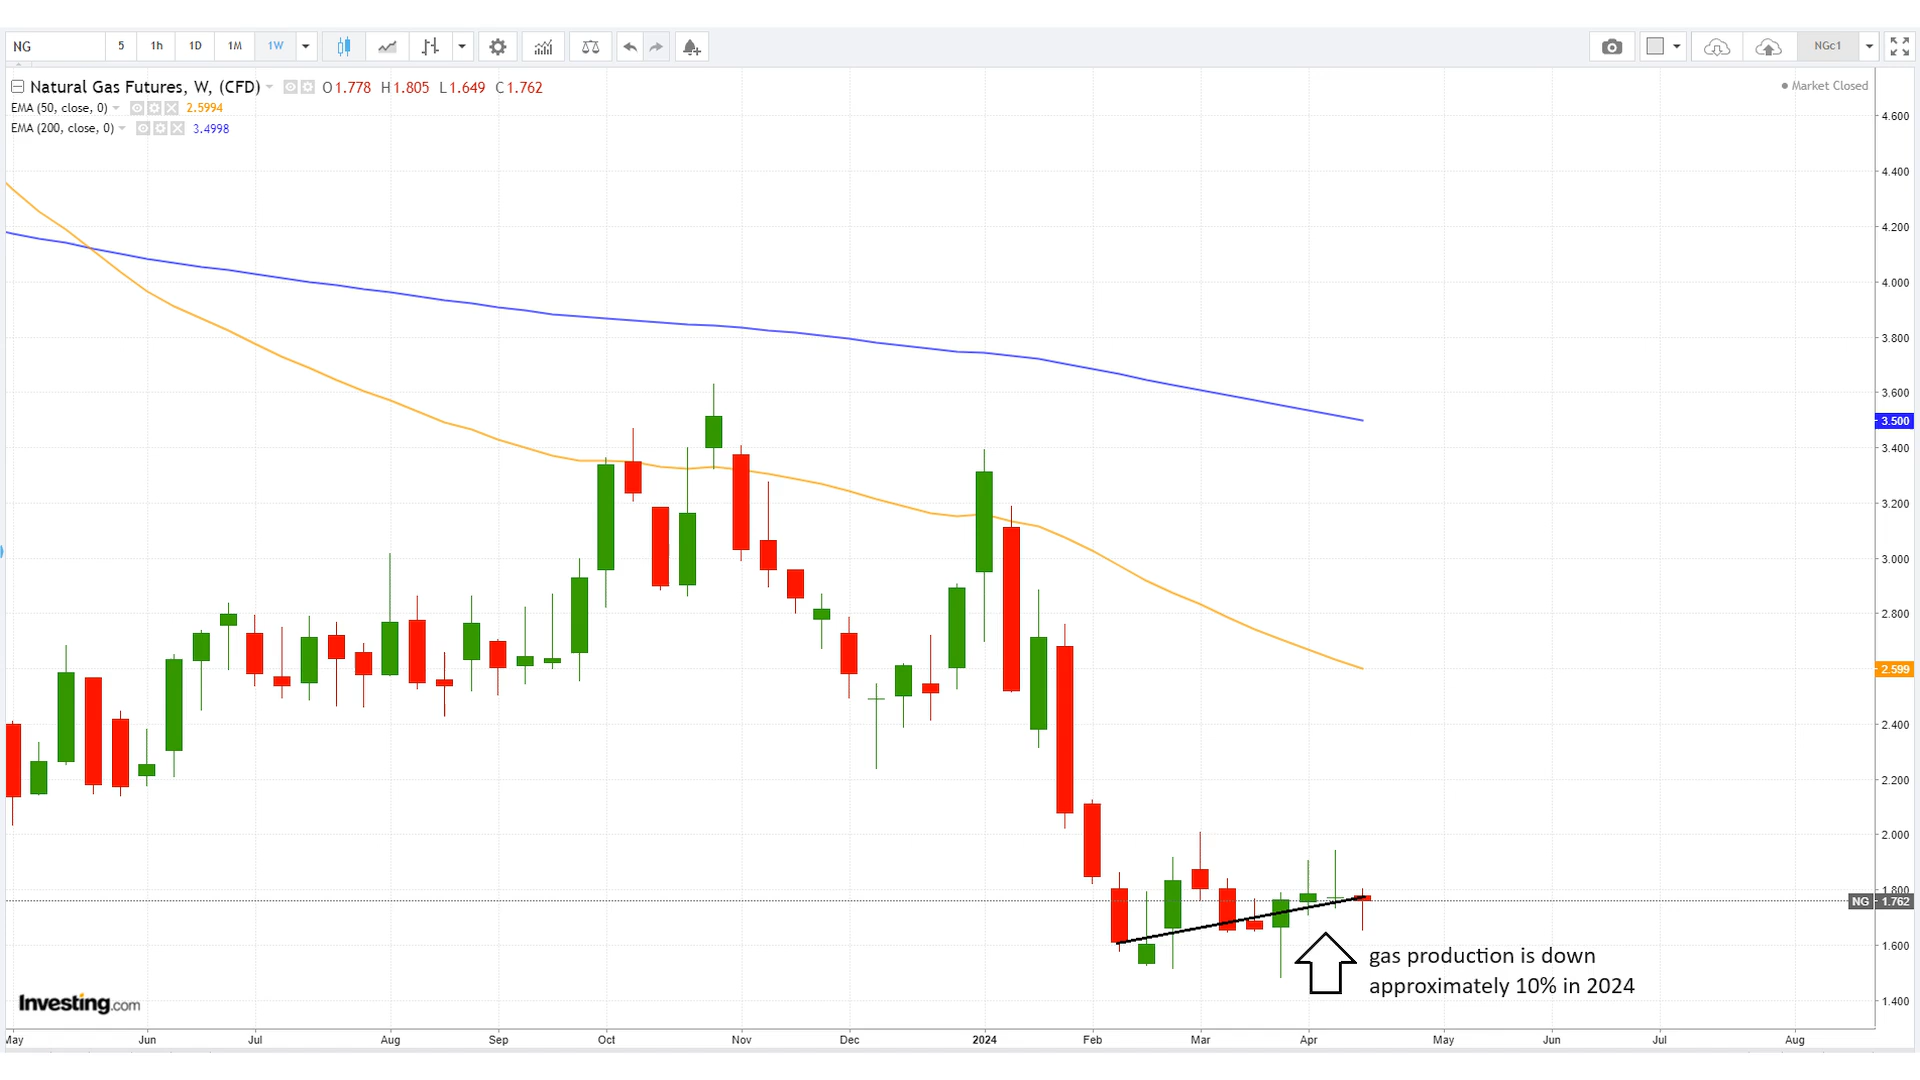 NG 5 1h 1D 1M 1W NGc1
Natural Gas Futures, W, (CFD) O1.778 H1.805 L1.649 C1.762
Market Closed
EMA (50, close, 0) 2.5994
EMA (200, close, 0) 3.4998
4.600
4.400
4.200
4.000
3.800
3.600
3.500
3.400
3.200
3.000
2.800
2.599
2.400
2.200
2.000
1.800
NG 1.762
1.600
1.400
gas production is down
approximately 10% in 2024
Investing.com
May Jun Jul Aug Sep Oct Nov Dec 2024 Feb Mar Apr May Jun Jul Aug